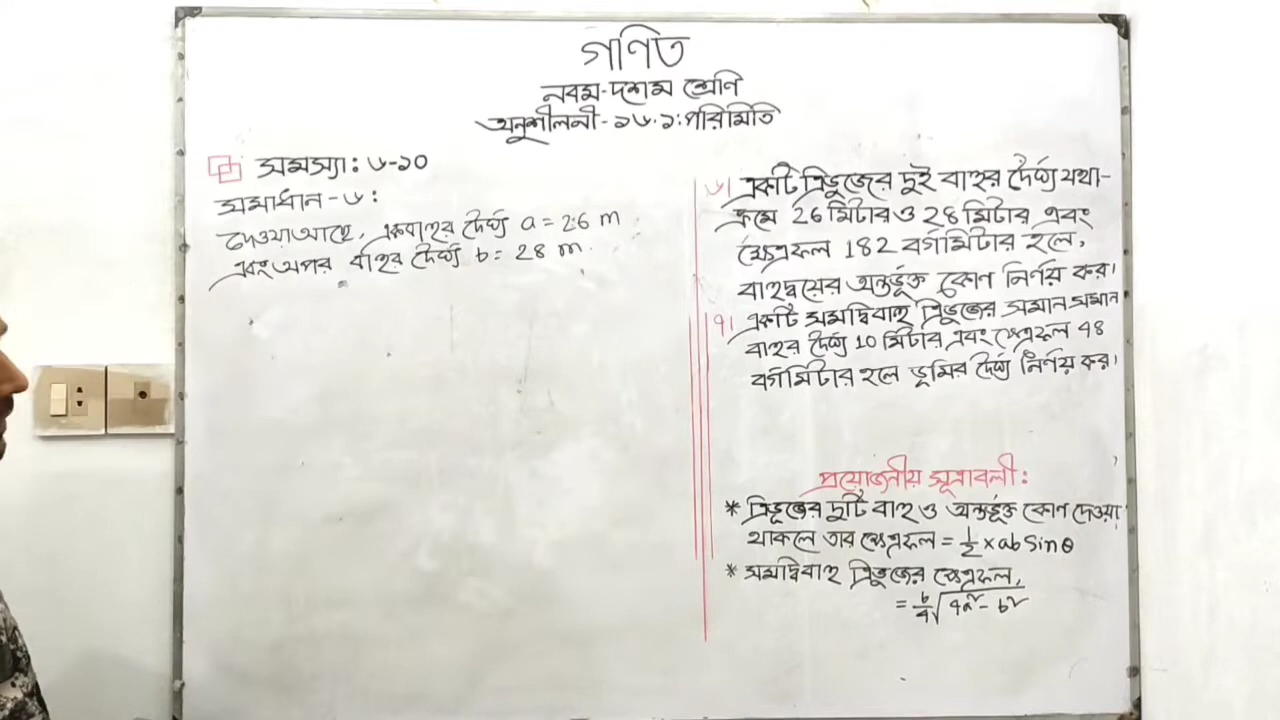 গণিত
নবম-দশম শ্রেণি
অনুশীলনী-১৬.১:পরিমিতি
সমস্যা: ৬-১০
সমাধান-৬:
দেওয়া আছে, একবাহুর দৈর্ঘ্য a = 26 m
এবং অপর বাহুর দৈর্ঘ্য b = 28 m.
৬। একটি ত্রিভুজের দুই বাহুর দৈর্ঘ্য যথা-
ক্রমে 26 মিটার ও 28 মিটার এবং
ক্ষেত্রফল 182 বর্গমিটার হলে,
বাহুদ্বয়ের অন্তর্ভূক্ত কোণ নির্ণয় কর।
৭। একটি সমদ্বিবাহু ত্রিভুজের সমান সমান
বাহুর দৈর্ঘ্য 10 মিটার এবং ক্ষেত্রফল 48
বর্গমিটার হলে ভূমির দৈর্ঘ্য নির্ণয় কর।
প্রয়োজনীয় সূত্রাবলী:
* ত্রিভূজের দুটি বাহু ও অন্তর্ভূক্ত কোণ দেওয়া
থাকলে তার ক্ষেত্রফল = 1/2 × ab Sin θ
* সমদ্বিবাহু ত্রিভুজের ক্ষেত্রফল,
= b/4 √(4a² - b²)